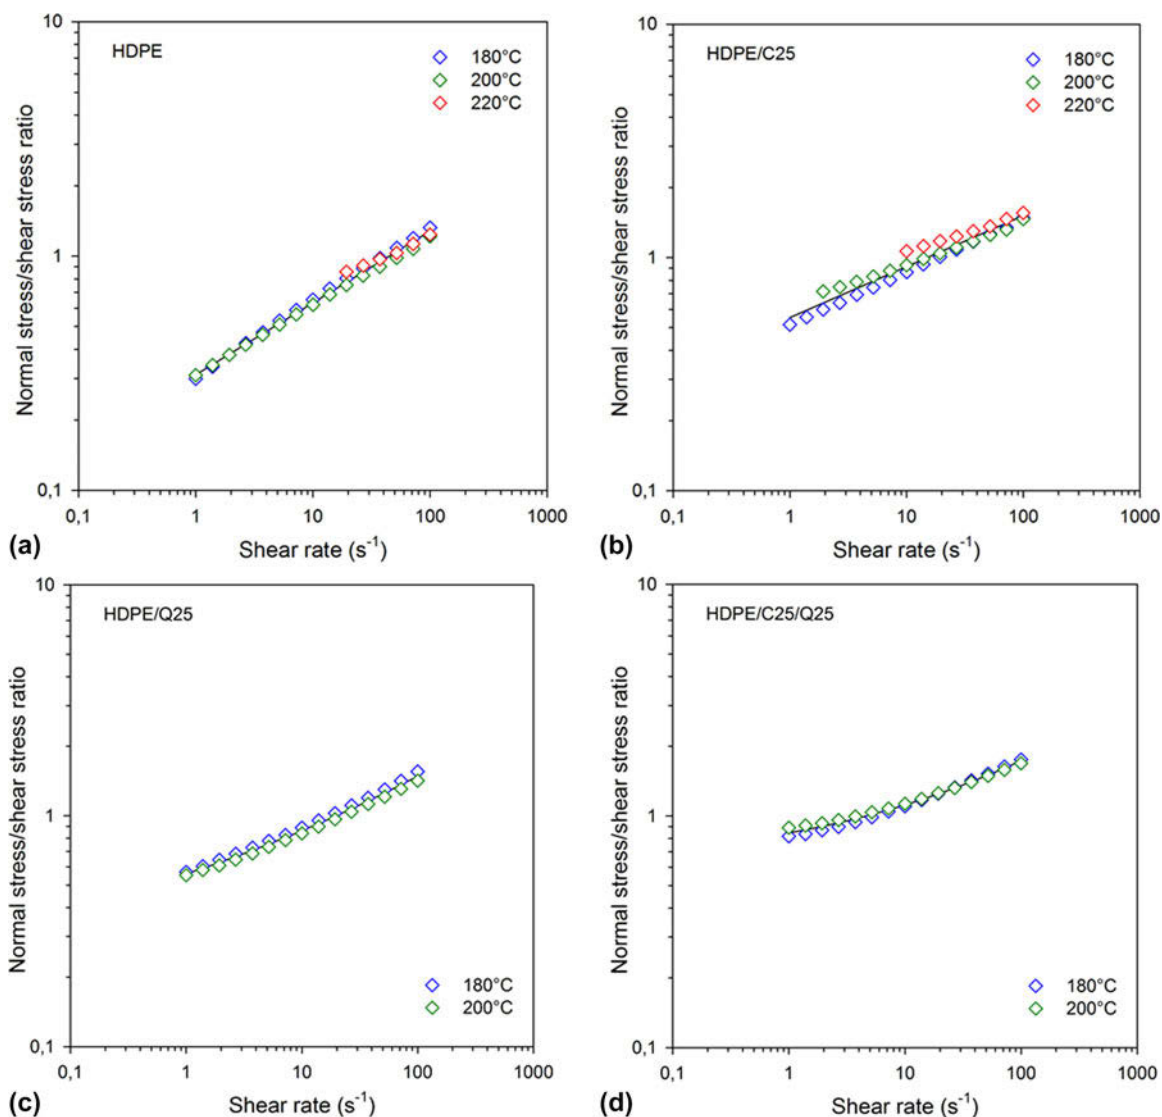 HDPE
180°C
200°C
220°C
Normal stress/shear stress ratio
10
1
0,1
0,1 1 10 100 1000
Shear rate (s⁻¹)
(a)
HDPE/C25
180°C
200°C
220°C
Normal stress/shear stress ratio
10
1
0,1
0,1 1 10 100 1000
Shear rate (s⁻¹)
(b)
HDPE/Q25
180°C
200°C
Normal stress/shear stress ratio
10
1
0,1
0,1 1 10 100 1000
Shear rate (s⁻¹)
(c)
HDPE/C25/Q25
180°C
200°C
Normal stress/shear stress ratio
10
1
0,1
0,1 1 10 100 1000
Shear rate (s⁻¹)
(d)